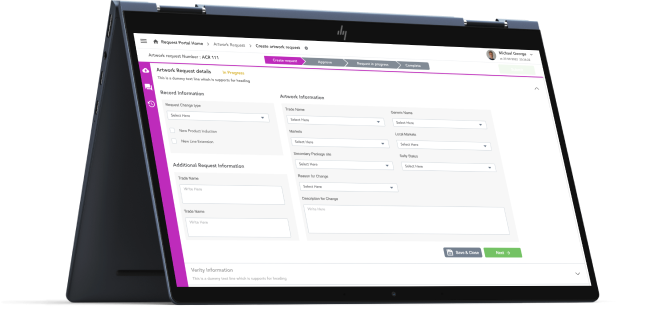 hp
Request Portal Home > Artwork Request > Create artwork request
Michael George
Artwork request Number : ACR 111
Create request
Approve
Request in progress
Complete
Artwork Request details
In Progress
This is a dummy text line which is supports for heading
Record Information
Artwork Information
Request Change type
Select Here
New Product Induction
New Line Extension
Trade Name
Select Here
Generic Name
Select Here
Markets
Select Here
Local Markets
Select Here
Secondary Package site
Select Here
Select Here
Reason for Change
Select Here
Description for Change
Write Here
Additional Request Information
Trade Name
Write Here
Trade Name
Write Here
Save & Close
Next
Verify Information
This is a dummy text line which is supports for heading